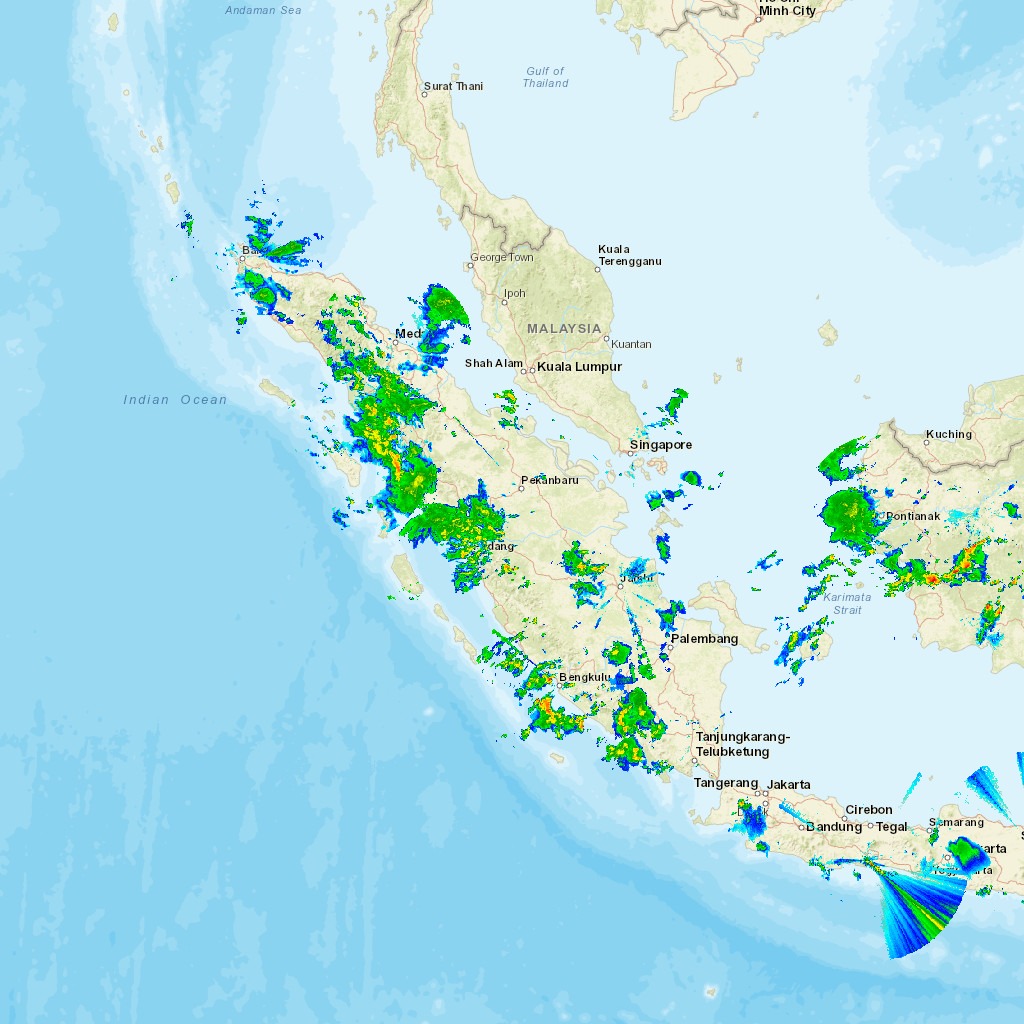 Andaman Sea
Minh City
Gulf of
Thailand
Surat Thani
Kuala
Terengganu
George Town
Ipoh
MALAYSIA
Kuantan
Shah Alam
Kuala Lumpur
Indian Ocean
Singapore
Kuching
Pekanbaru
Pontianak
Karimata
Strait
Palembang
Bengkulu
Tanjungkarang-
Telubketung
Tangerang
Jakarta
Cirebon
Bandung
Tegal
Semarang